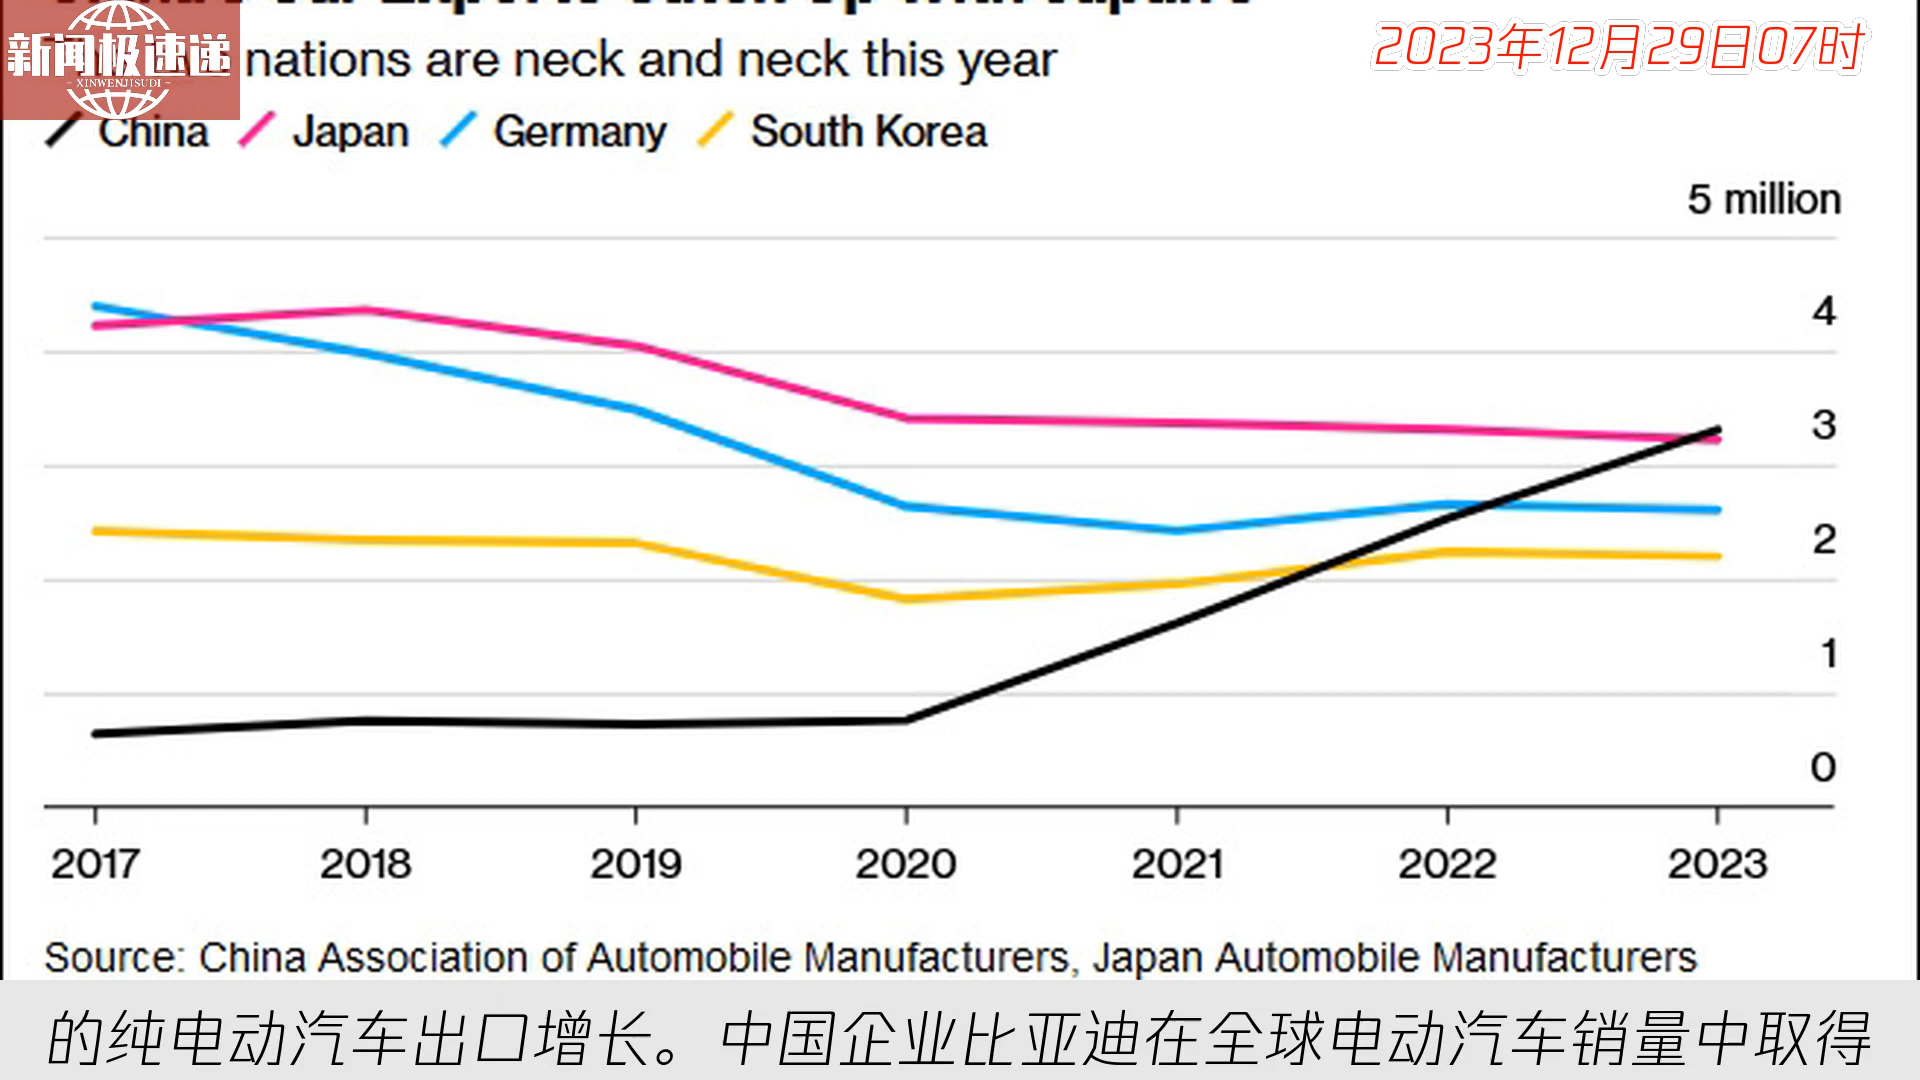 nations are neck and neck this year
新闻极速递
XINWENJISUDI
2023年12月29日07时
China Japan Germany South Korea
5 million
4
3
2
1
0
2017 2018 2019 2020 2021 2022 2023
Source: China Association of Automobile Manufacturers, Japan Automobile Manufacturers
的纯电动汽车出口增长。中国企业比亚迪在全球电动汽车销量中取得